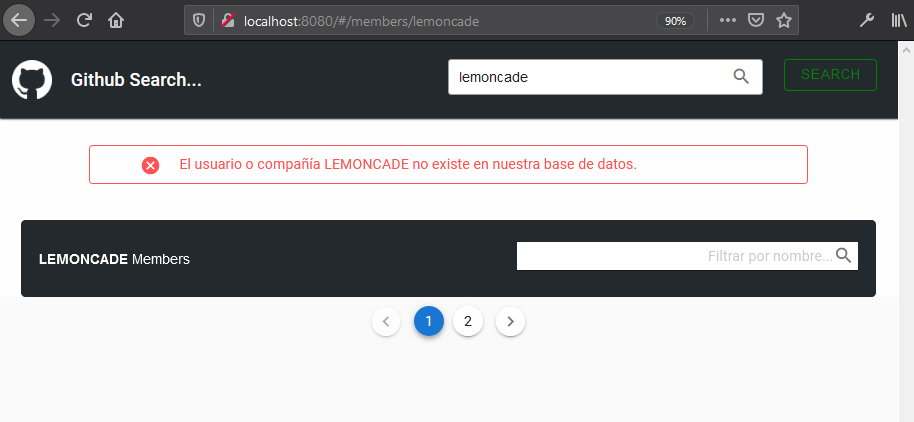 localhost:8080/#/members/lemoncade
90%
Github Search...
lemoncade
SEARCH
El usuario o compañía LEMONCADE no existe en nuestra base de datos.
LEMONCADE Members
Filtrar por nombre...
1
2